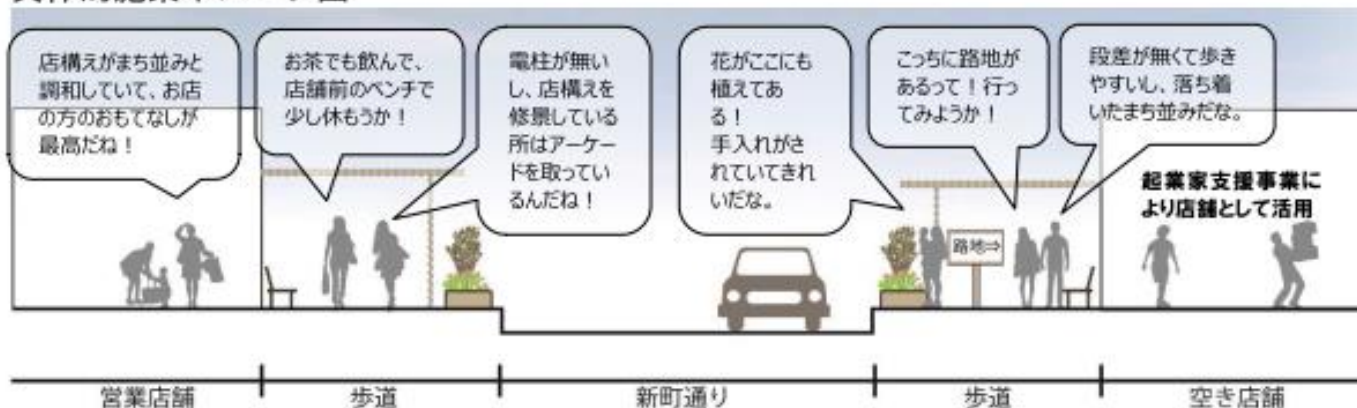 店構えがまち並みと
調和していて、お店
の方のおもてなしが
最高だね！
お茶でも飲んで、
店舗前のベンチで
少し休もうか！
電柱が無い
し、店構えを
修景している
所はアーケー
ドを取ってい
るんだね！
花がここにも
植えてあ
る！
手入れがさ
れていてきれ
いだな。
こっちに路地が
あるって！行っ
てみようか！
段差が無くて歩き
やすいし、落ち着
いたまち並みだな。
起業家支援事業に
より店舗として活用
路地⇒
営業店舗
歩道
新町通り
歩道
空き店舗